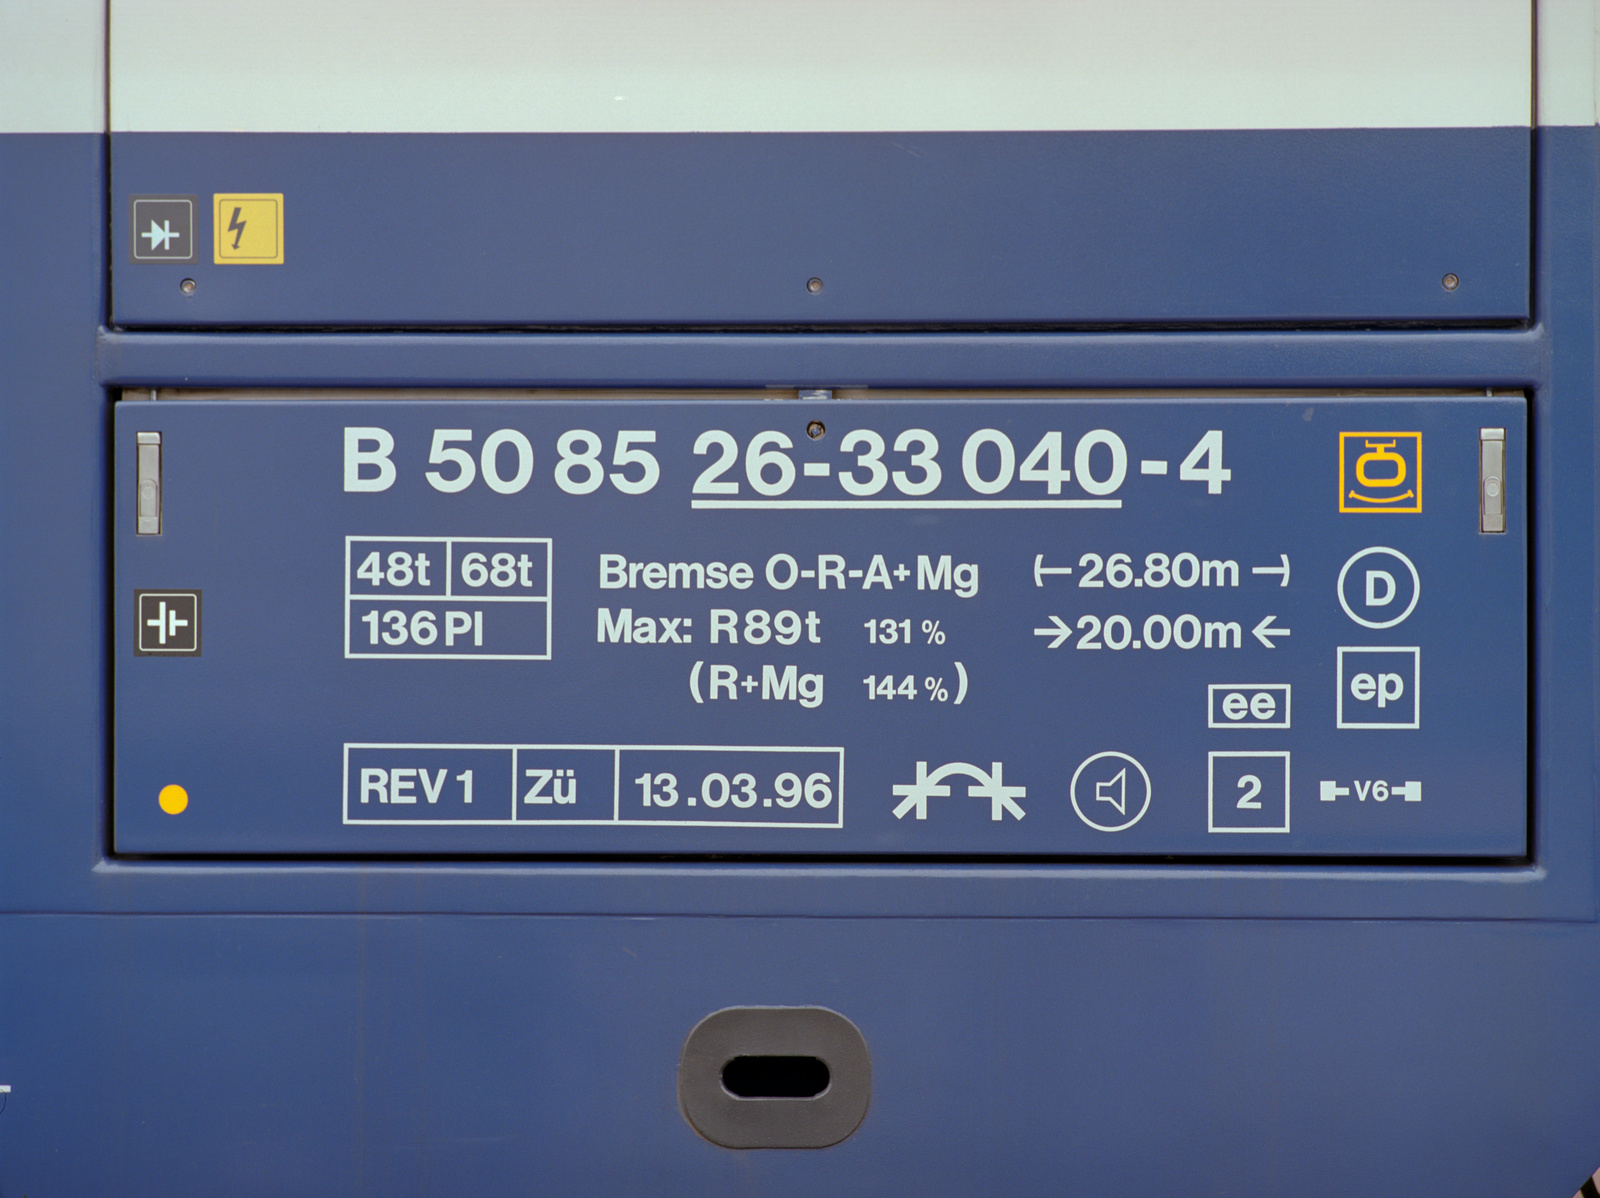 B 50 85 26-33 040-4
48t 68t
136 Pl
Bremse O-R-A+Mg
Max: R 89t 131 %
(R+Mg 144 %)
26.80m
→20.00m←
D
ep
ee
REV 1 Zü 13.03.96
2
V6